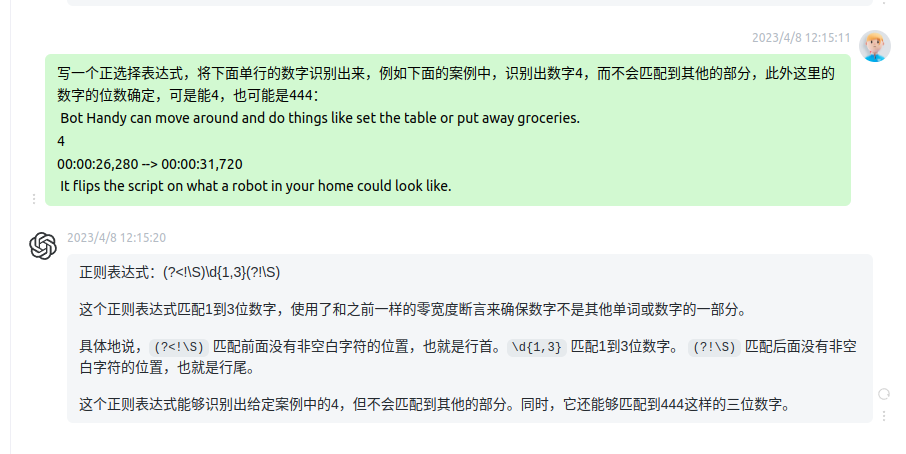 2023/4/8 12:15:11
写一个正选择表达式，将下面单行的数字识别出来，例如下面的案例中，识别出数字4，而不会匹配到其他的部分，此外这里的
数字的位数确定，可是能4，也可能是444：
Bot Handy can move around and do things like set the table or put away groceries.
4
00:00:26,280 --> 00:00:31,720
It flips the script on what a robot in your home could look like.
2023/4/8 12:15:20
正则表达式：(?<!\S)\d{1,3}(?!\S)
这个正则表达式匹配1到3位数字，使用了和之前一样的零宽度断言来确保数字不是其他单词或数字的一部分。
具体地说，(?<!\S) 匹配前面没有非空白字符的位置，也就是行首。\d{1,3} 匹配1到3位数字。 (?!\S) 匹配后面没有非空
白字符的位置，也就是行尾。
这个正则表达式能够识别出给定案例中的4，但不会匹配到其他的部分。同时，它还能够匹配到444这样的三位数字。